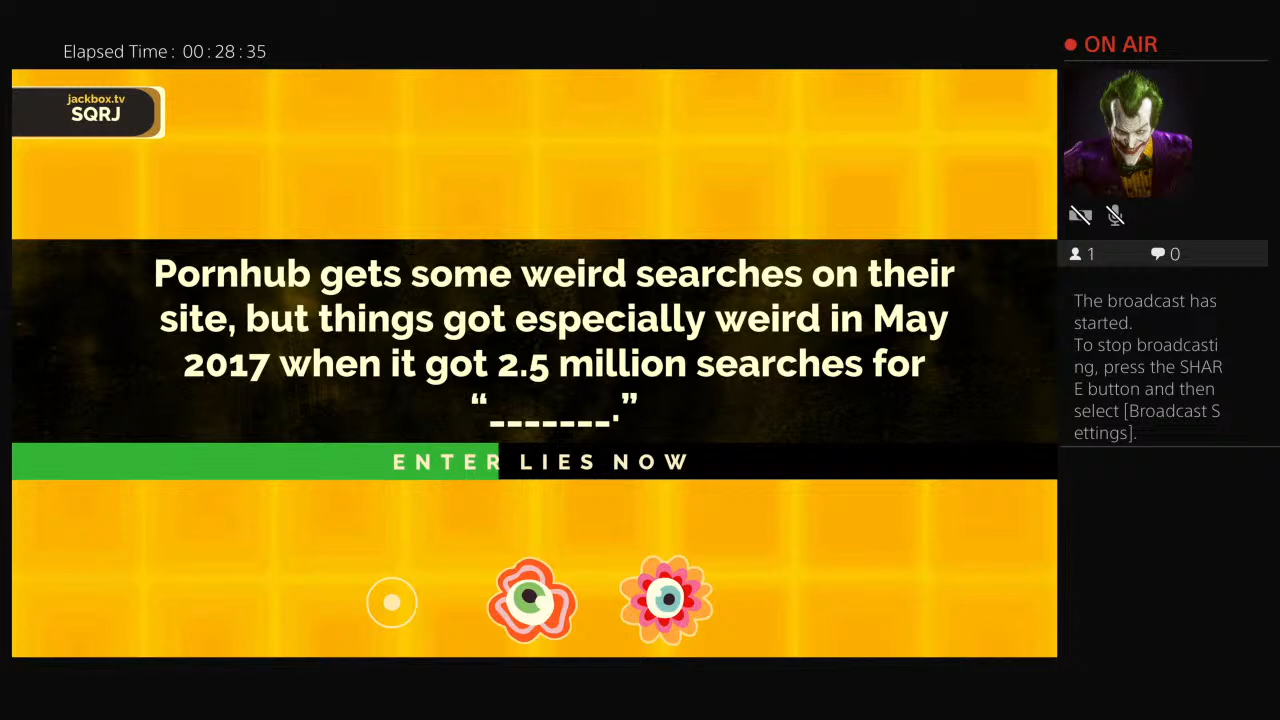 Elapsed Time: 00:28:35
ON AIR
jackbox.tv
SQRJ
Pornhub gets some weird searches on their
site, but things got especially weird in May
2017 when it got 2.5 million searches for
“_______.”
ENTER LIES NOW
1
0
The broadcast has
started.
To stop broadcasti
ng, press the SHAR
E button and then
select [Broadcast S
ettings].